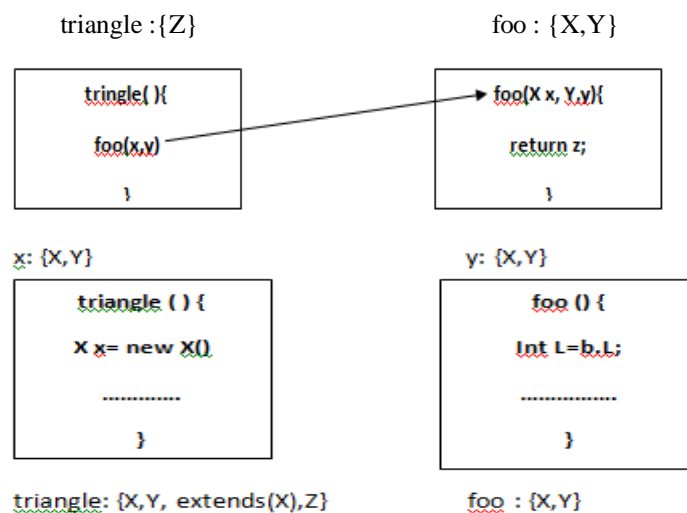 triangle :{Z}
foo : {X,Y}
tringle( ){
foo(x,y)
}
foo(X x, Y,y){
return z;
}
x: {X,Y}
y: {X,Y}
triangle ( ) {
X x= new X()
.............
}
foo () {
Int L=b.L;
................
}
triangle: {X,Y, extends(X),Z}
foo : {X,Y}